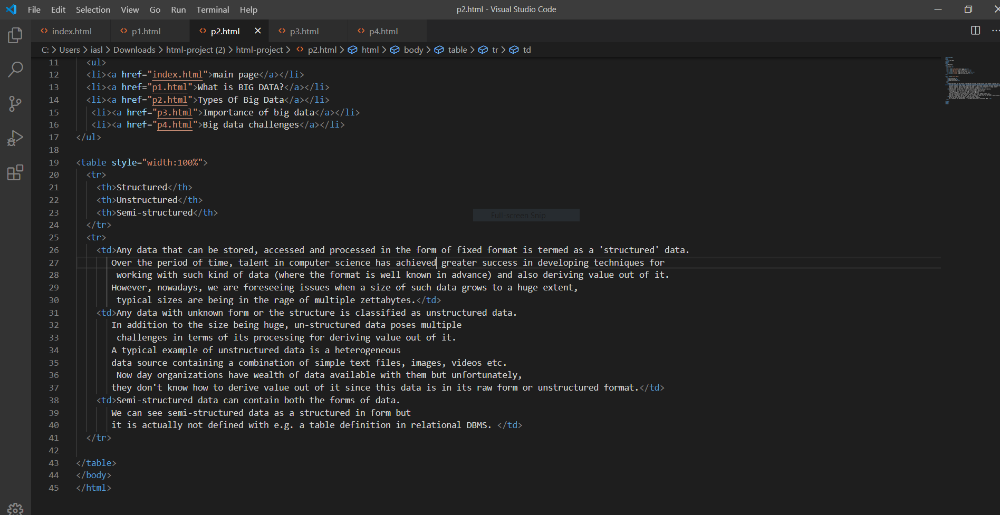 File Edit Selection View Go Run Terminal Help p2.html - Visual Studio Code
index.html p1.html p2.html p3.html p4.html
C: > Users > iasl > Downloads > html-project (2) > html-project > p2.html > html > body > table > tr > td
11 <ul>
12 <li><a href="index.html">main page</a></li>
13 <li><a href="p1.html">What is BIG DATA?</a></li>
14 <li><a href="p2.html">Types Of Big Data</a></li>
15 <li><a href="p3.html">Importance of big data</a></li>
16 <li><a href="p4.html">Big data challenges</a></li>
17 </ul>
18
19 <table style="width:100%">
20 <tr>
21 <th>Structured</th>
22 <th>Unstructured</th>
23 <th>Semi-structured</th>
Full-screen Snip
24 </tr>
25 <tr>
26 <td>Any data that can be stored, accessed and processed in the form of fixed format is termed as a 'structured' data.
27 Over the period of time, talent in computer science has achieved greater success in developing techniques for
28 working with such kind of data (where the format is well known in advance) and also deriving value out of it.
29 However, nowadays, we are foreseeing issues when a size of such data grows to a huge extent,
30 typical sizes are being in the rage of multiple zettabytes.</td>
31 <td>Any data with unknown form or the structure is classified as unstructured data.
32 In addition to the size being huge, un-structured data poses multiple
33 challenges in terms of its processing for deriving value out of it.
34 A typical example of unstructured data is a heterogeneous
35 data source containing a combination of simple text files, images, videos etc.
36 Now day organizations have wealth of data available with them but unfortunately,
37 they don't know how to derive value out of it since this data is in its raw form or unstructured format.</td>
38 <td>Semi-structured data can contain both the forms of data.
39 We can see semi-structured data as a structured in form but
40 it is actually not defined with e.g. a table definition in relational DBMS. </td>
41 </tr>
42
43 </table>
44 </body>
45 </html>